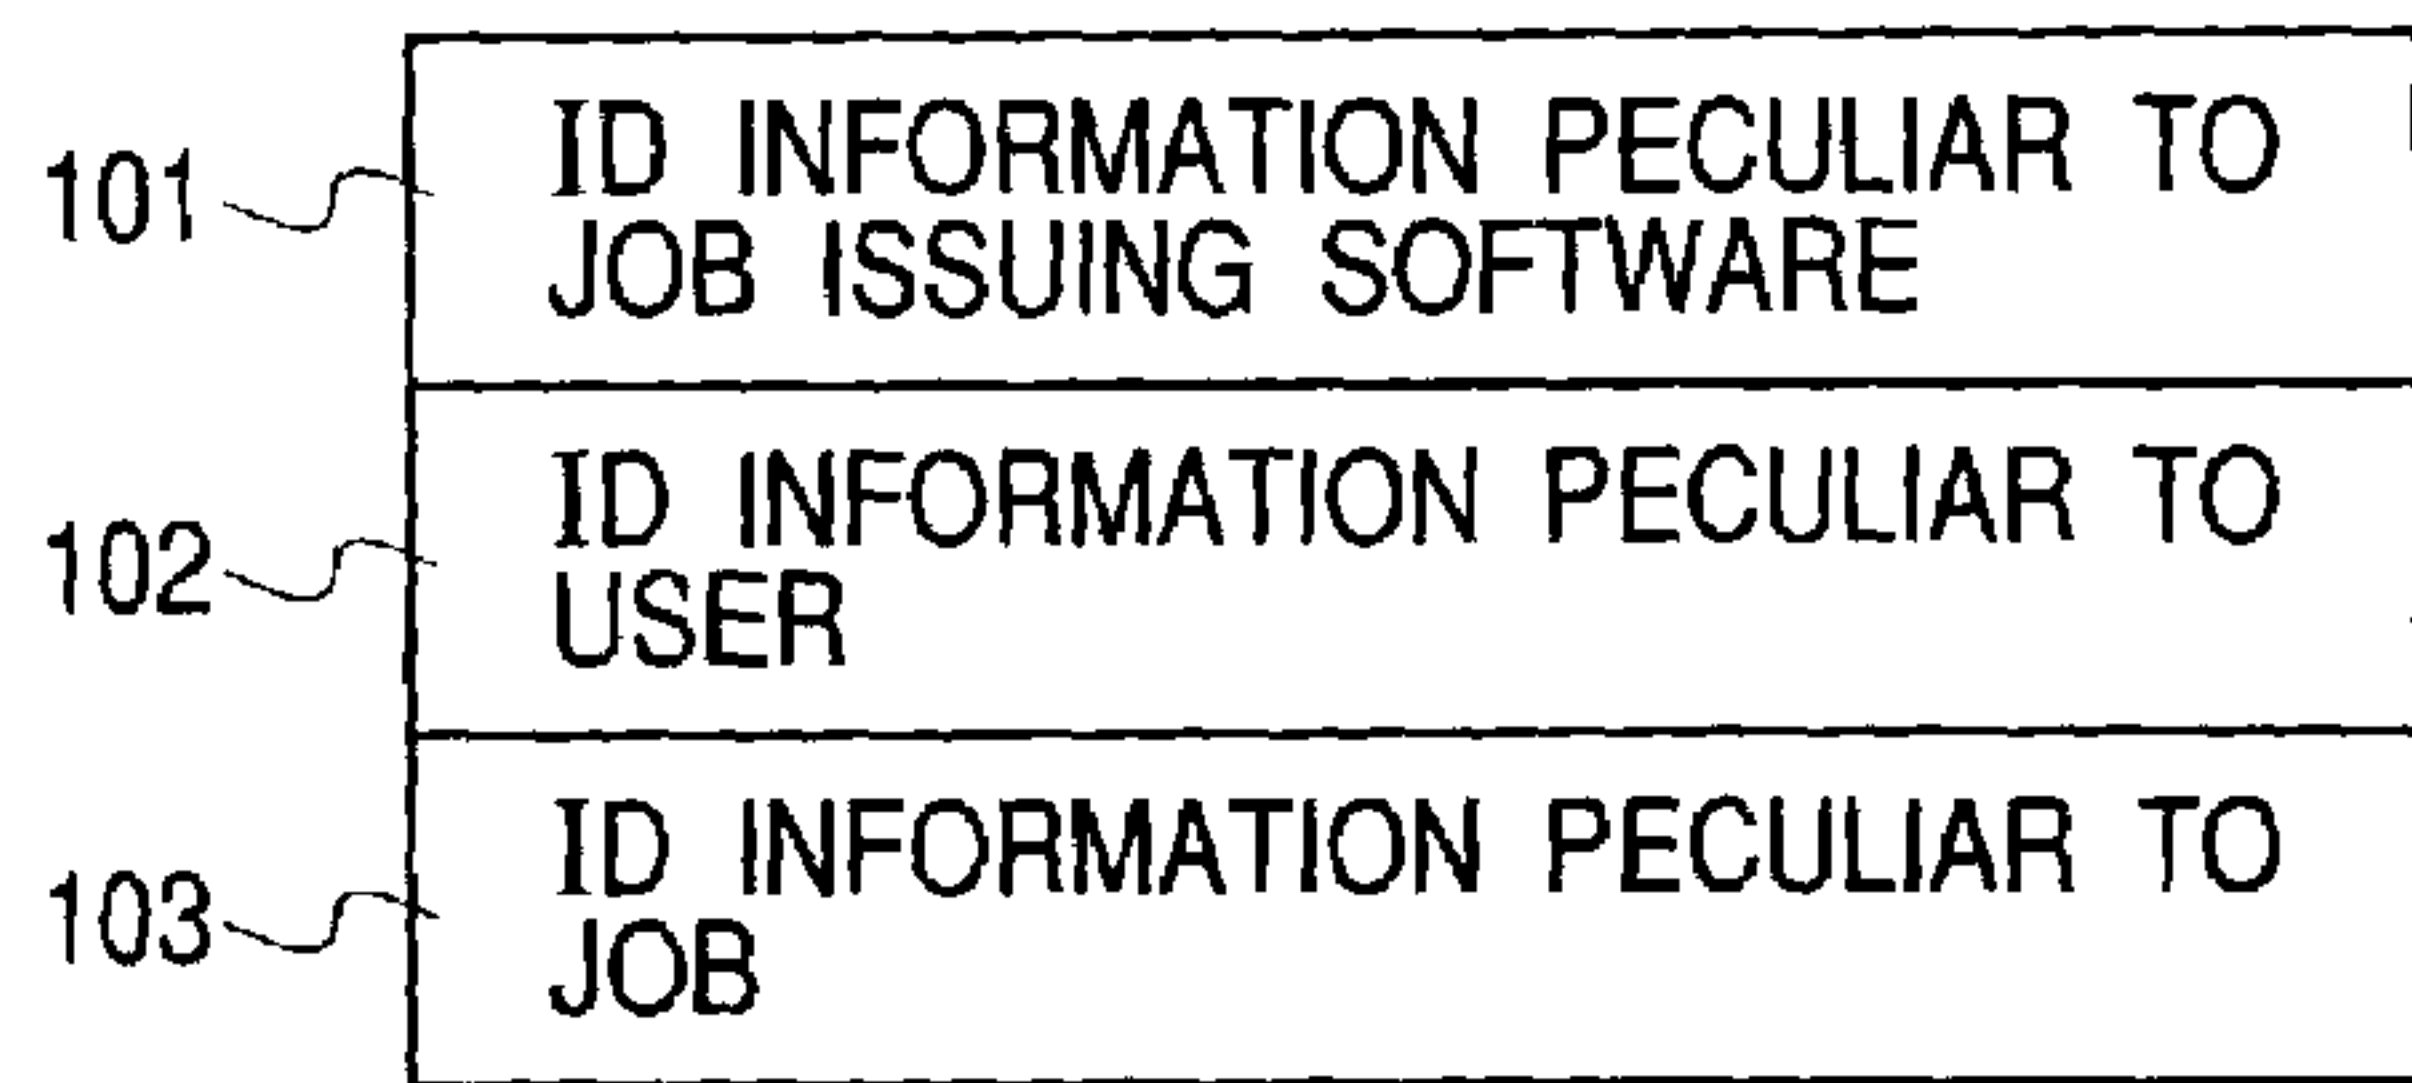 101 ID INFORMATION PECULIAR TO
JOB ISSUING SOFTWARE
102 ID INFORMATION PECULIAR TO
USER
103 ID INFORMATION PECULIAR TO
JOB